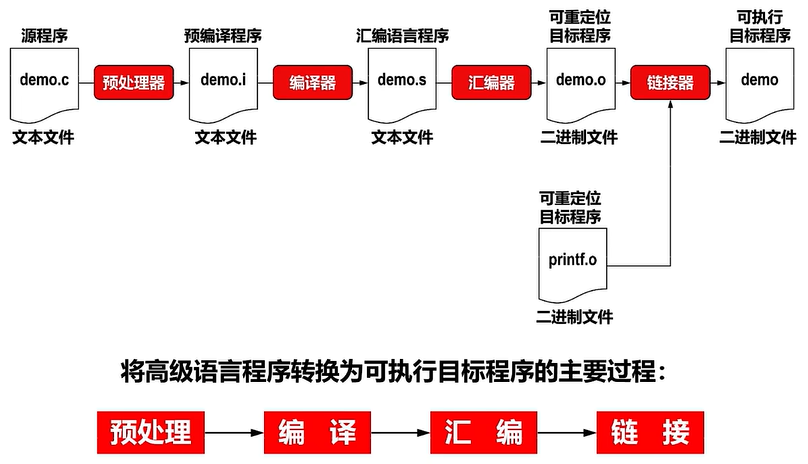 源程序
预编译程序
汇编语言程序
可重定位
目标程序
可执行
目标程序
demo.c
预处理器
demo.i
编译器
demo.s
汇编器
demo.o
链接器
demo
文本文件
文本文件
文本文件
二进制文件
二进制文件
可重定位
目标程序
printf.o
二进制文件
将高级语言程序转换为可执行目标程序的主要过程：
预处理
编 译
汇 编
链 接